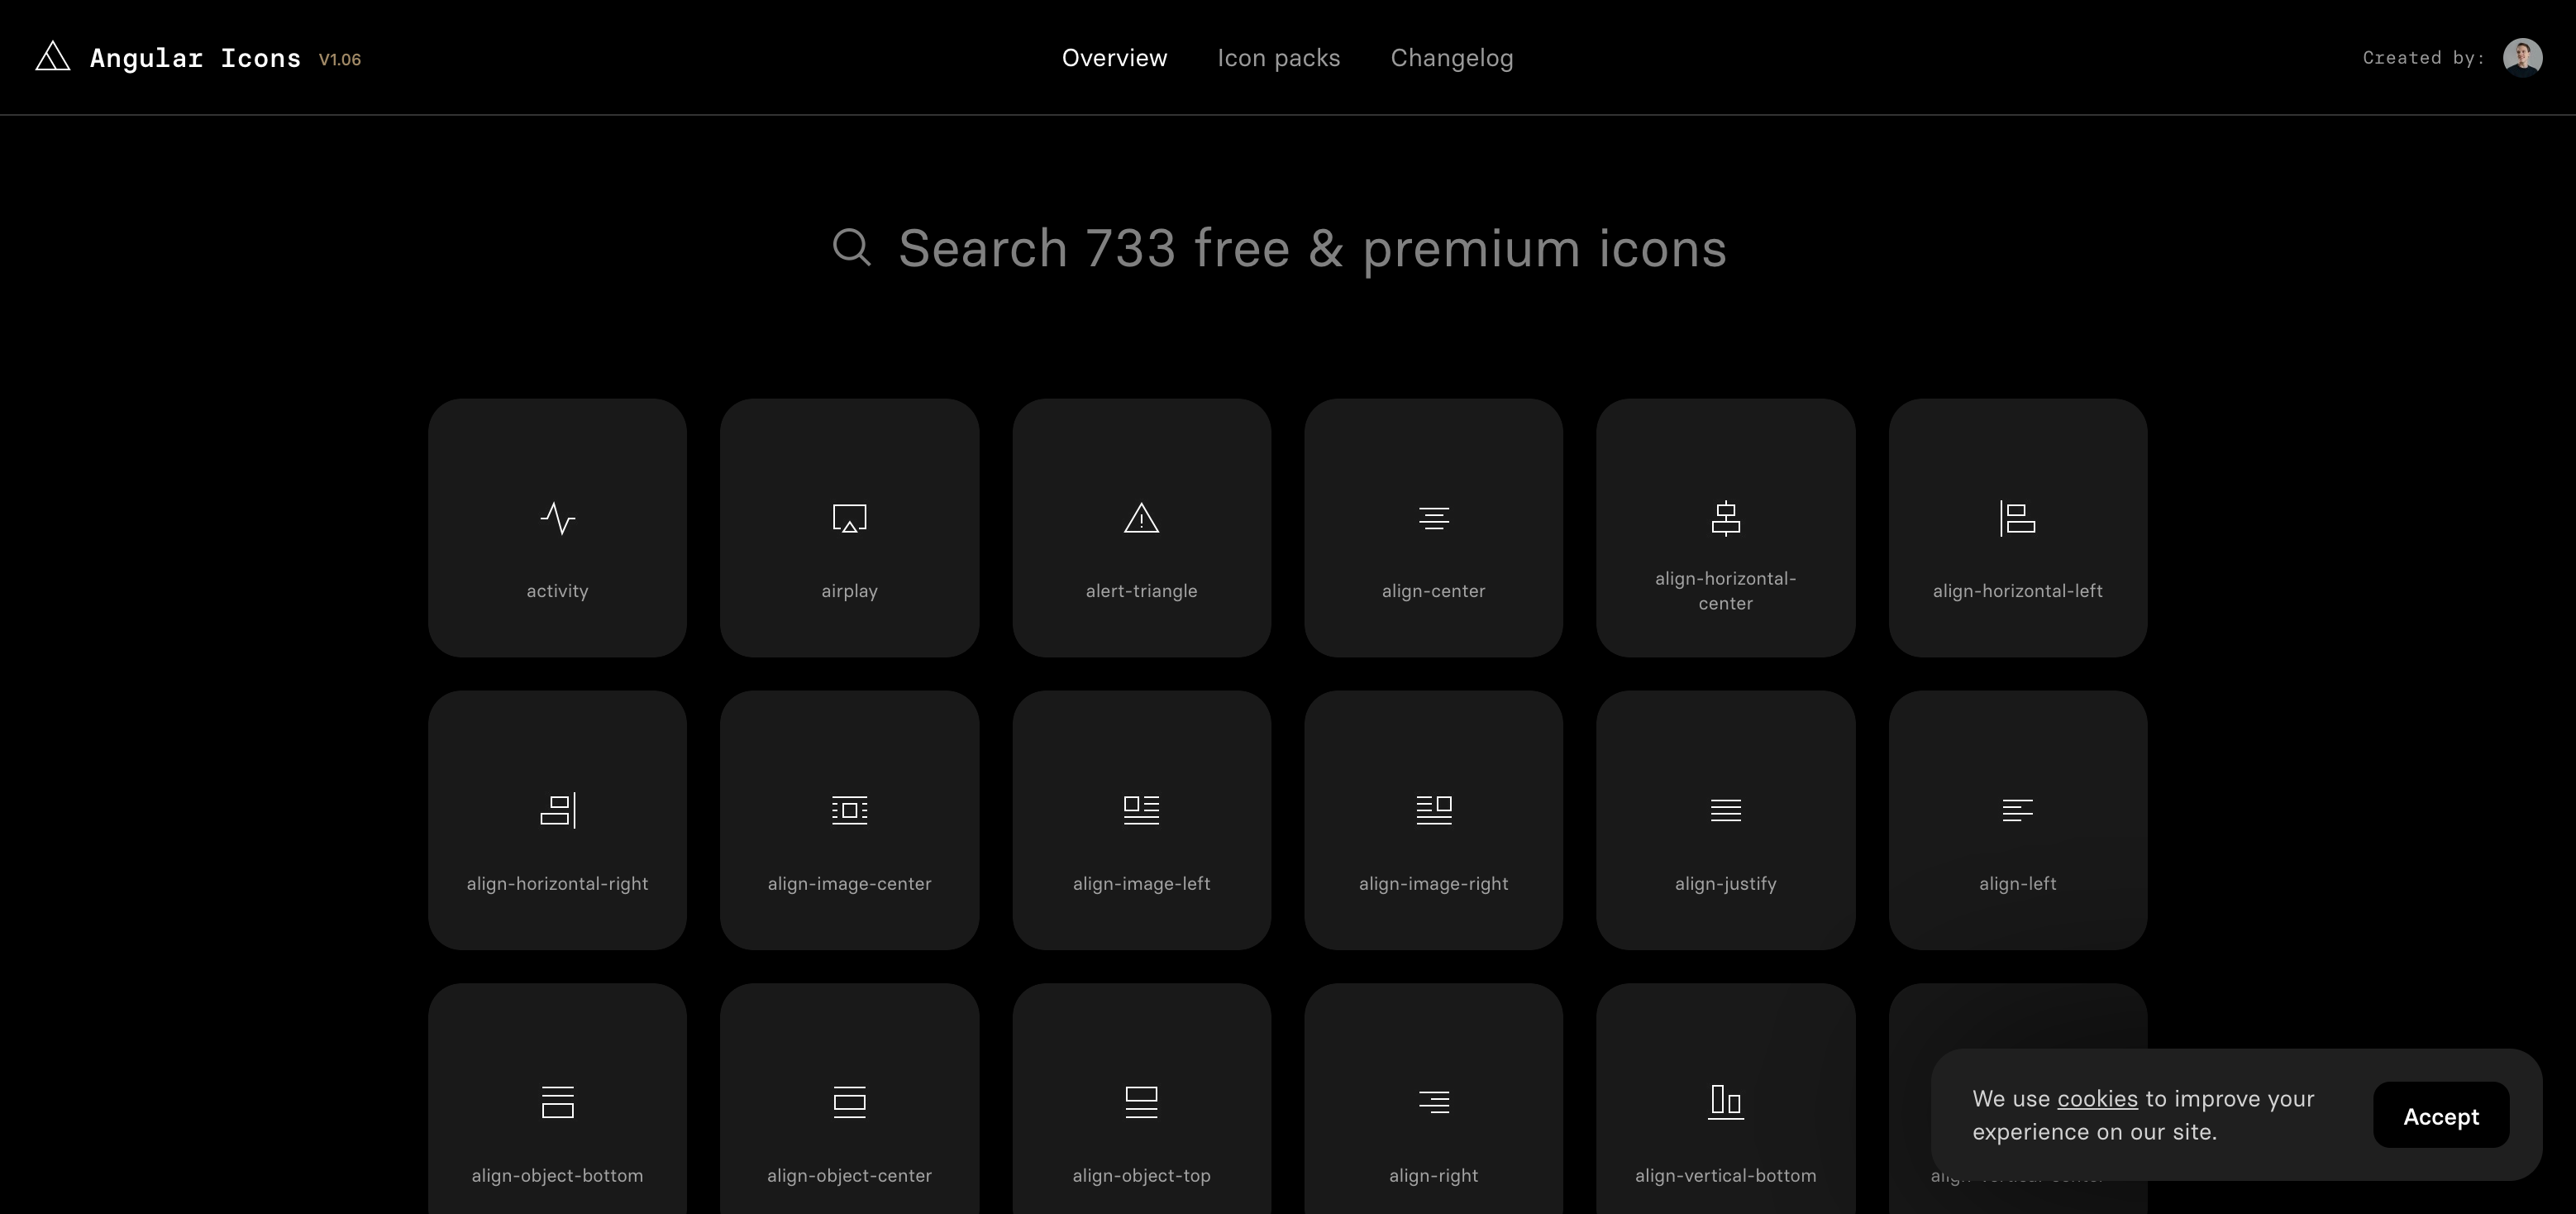 Angular Icons V1.06
Overview Icon packs Changelog
Created by:
Search 733 free & premium icons
activity
airplay
alert-triangle
align-center
align-horizontal-
center
align-horizontal-left
align-horizontal-right
align-image-center
align-image-left
align-image-right
align-justify
align-left
align-object-bottom
align-object-center
align-object-top
align-right
align-vertical-bottom
We use cookies to improve your
experience on our site.
Accept